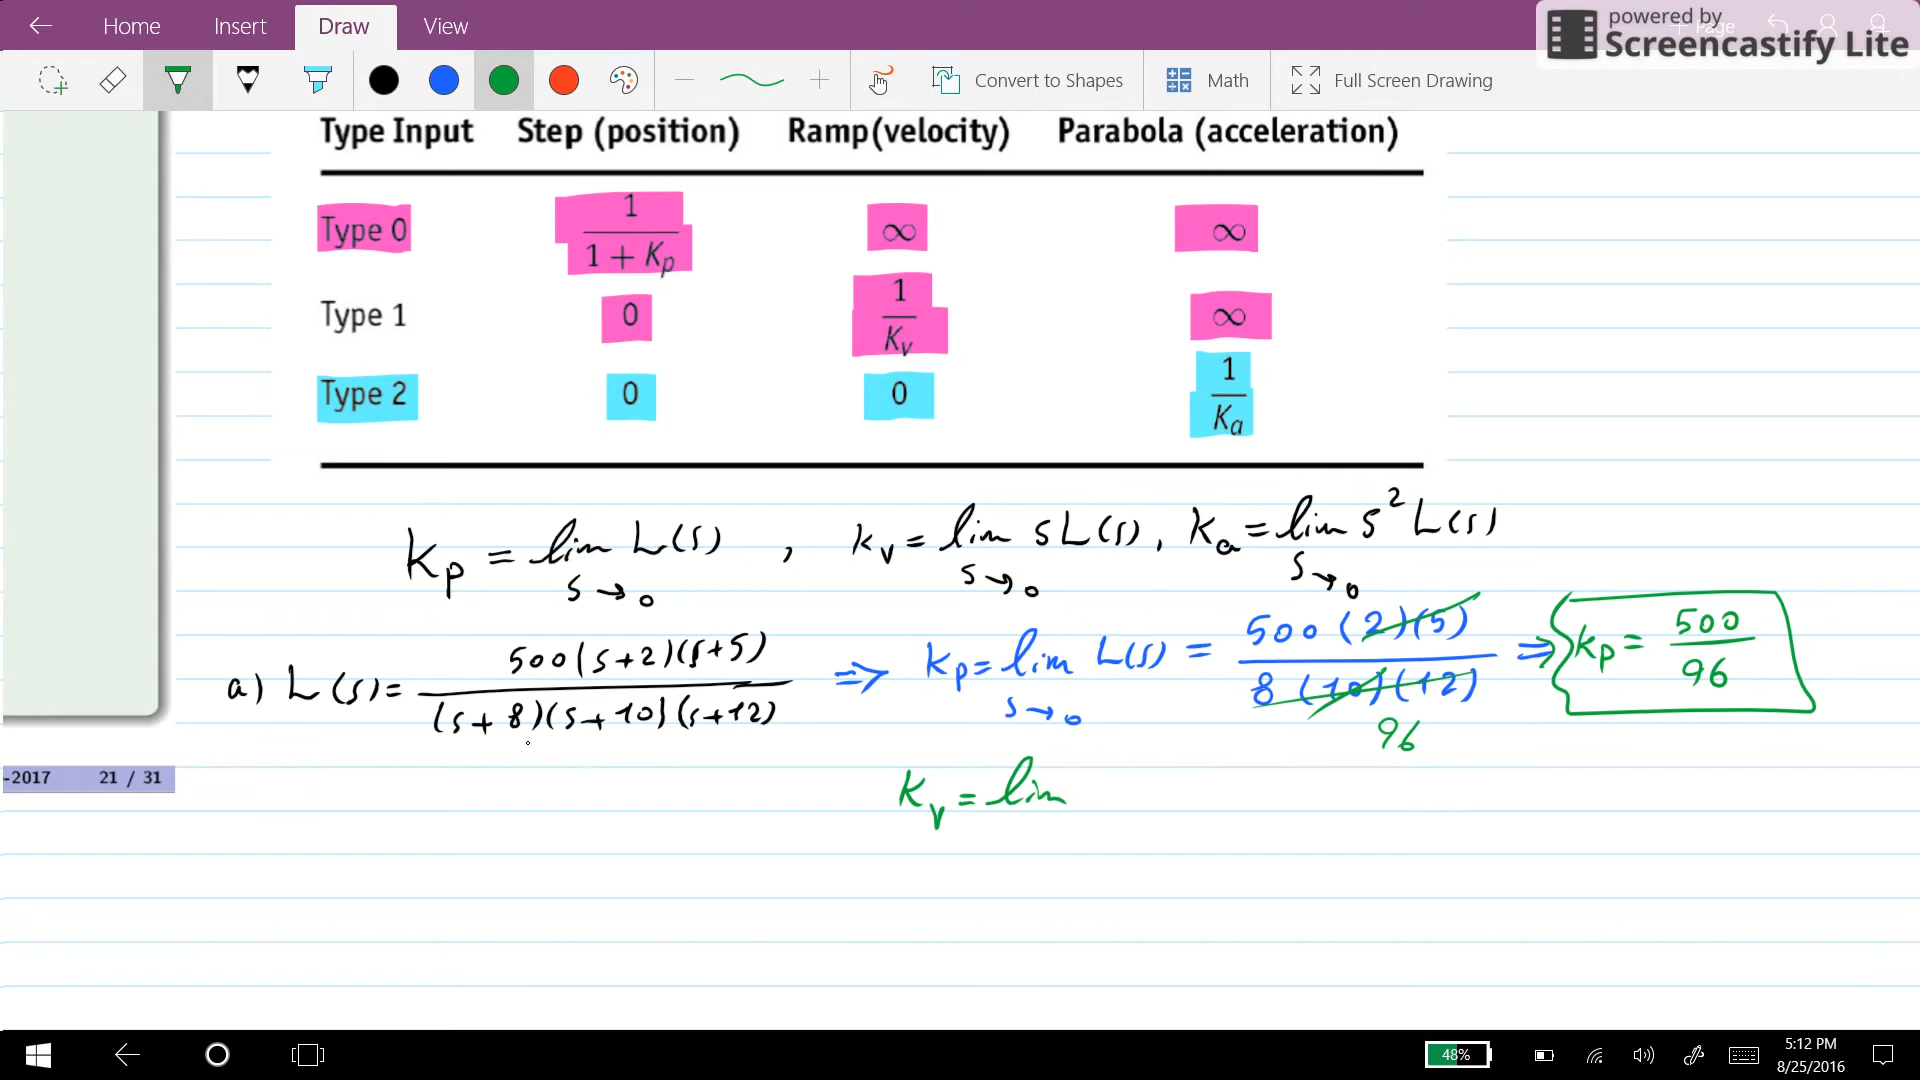 Home Insert Draw View
powered by
Screencastify Lite
Convert to Shapes Math Full Screen Drawing
Type Input Step (position) Ramp(velocity) Parabola (acceleration)
Type 0 1/(1 + Kp) ∞ ∞
Type 1 0 1/Kv ∞
Type 2 0 0 1/Ka
Kp = lim s→0 L(s) , Kv = lim s→0 sL(s), Ka = lim s→0 s² L(s)
a) L(s) = 500(s+2)(s+5) / (s+8)(s+10)(s+12) ⇒ Kp = lim s→0 L(s) = 500(2)(5) / 8(10)(12) ⇒ Kp = 500/96
96
Kv = lim
-2017 21 / 31
48% 5:12 PM
8/25/2016